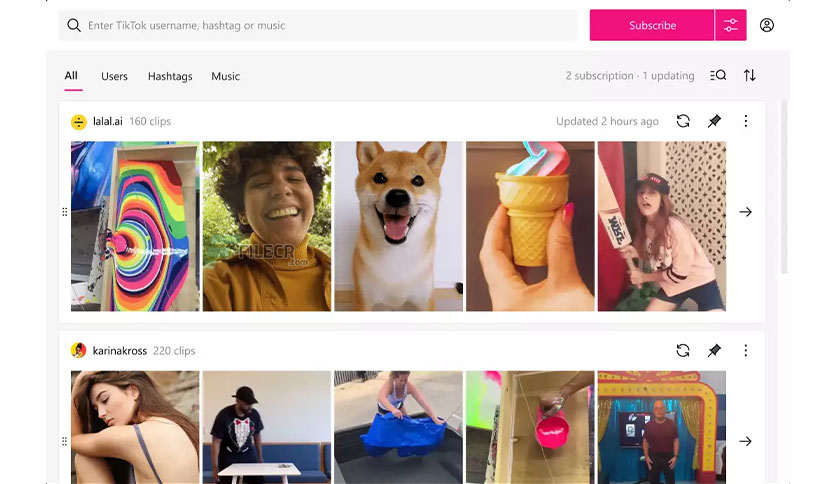 Enter TikTok username, hashtag or music
Subscribe
All Users Hashtags Music 2 subscription · 1 updating
lalal.ai 160 clips Updated 2 hours ago
FILECR
.com
karinakross 220 clips